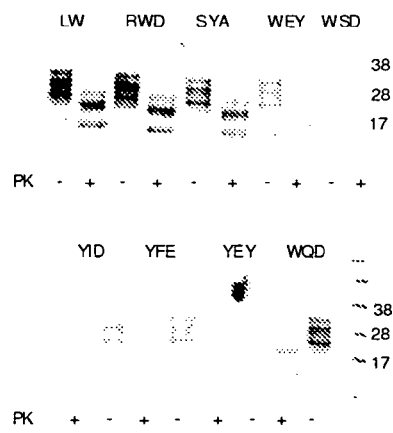 LW RWD SYA WEY WSD
38
28
17
PK - + - + - + - + - +
YID YFE YEY WQD
38
28
17
PK + - + - + - + -